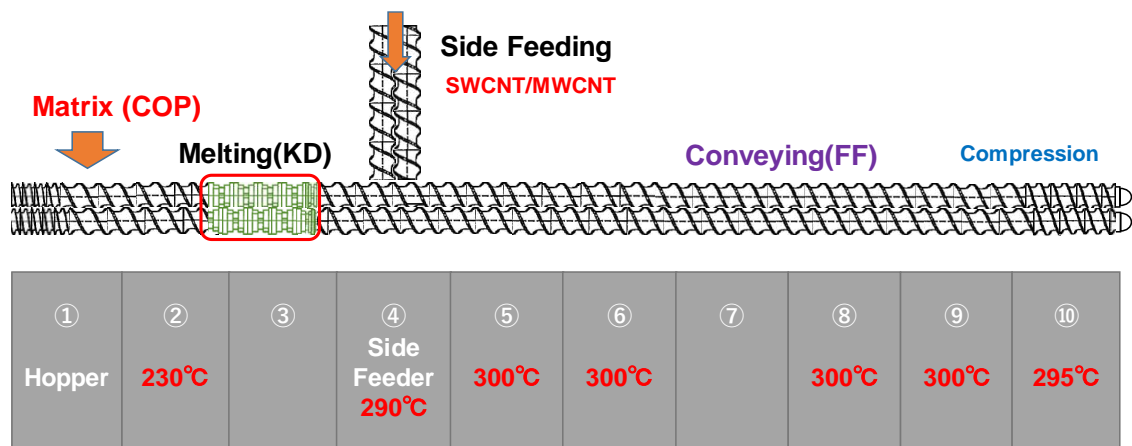 Side Feeding
SWCNT/MWCNT
Matrix (COP)
Melting(KD)
Conveying(FF)
Compression
① ② ③ ④ ⑤ ⑥ ⑦ ⑧ ⑨ ⑩
Hopper
230℃
Side
Feeder
290℃
300℃
300℃
300℃
300℃
295℃